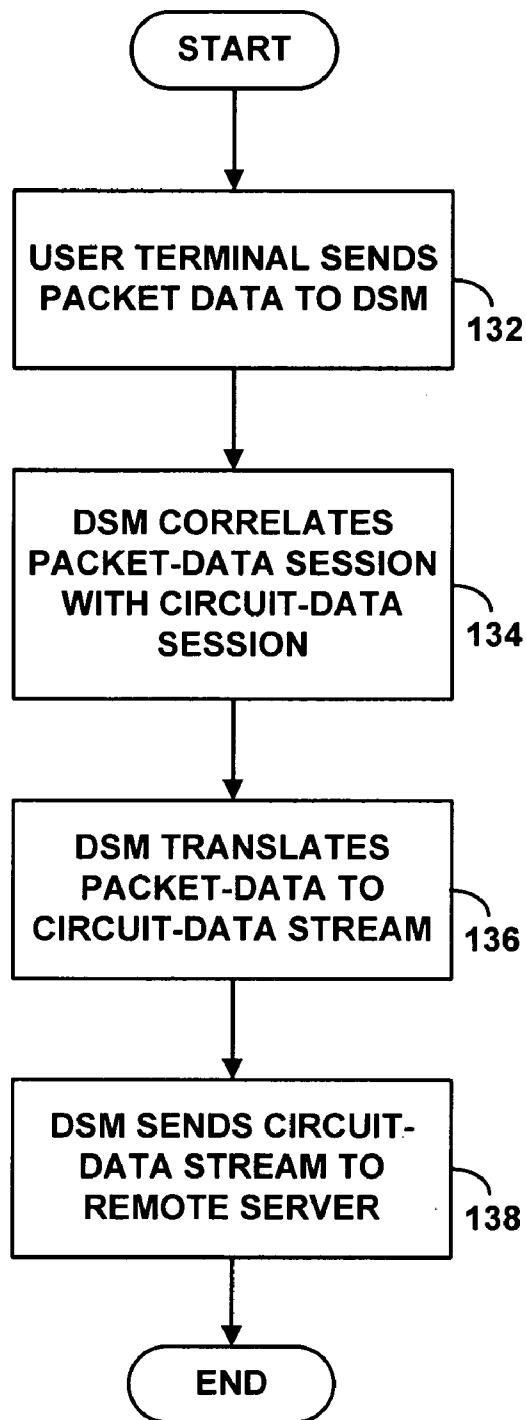 START
USER TERMINAL SENDS
PACKET DATA TO DSM
132
DSM CORRELATES
PACKET-DATA SESSION
WITH CIRCUIT-DATA
SESSION
134
DSM TRANSLATES
PACKET-DATA TO
CIRCUIT-DATA STREAM
136
DSM SENDS CIRCUIT-
DATA STREAM TO
REMOTE SERVER
138
END